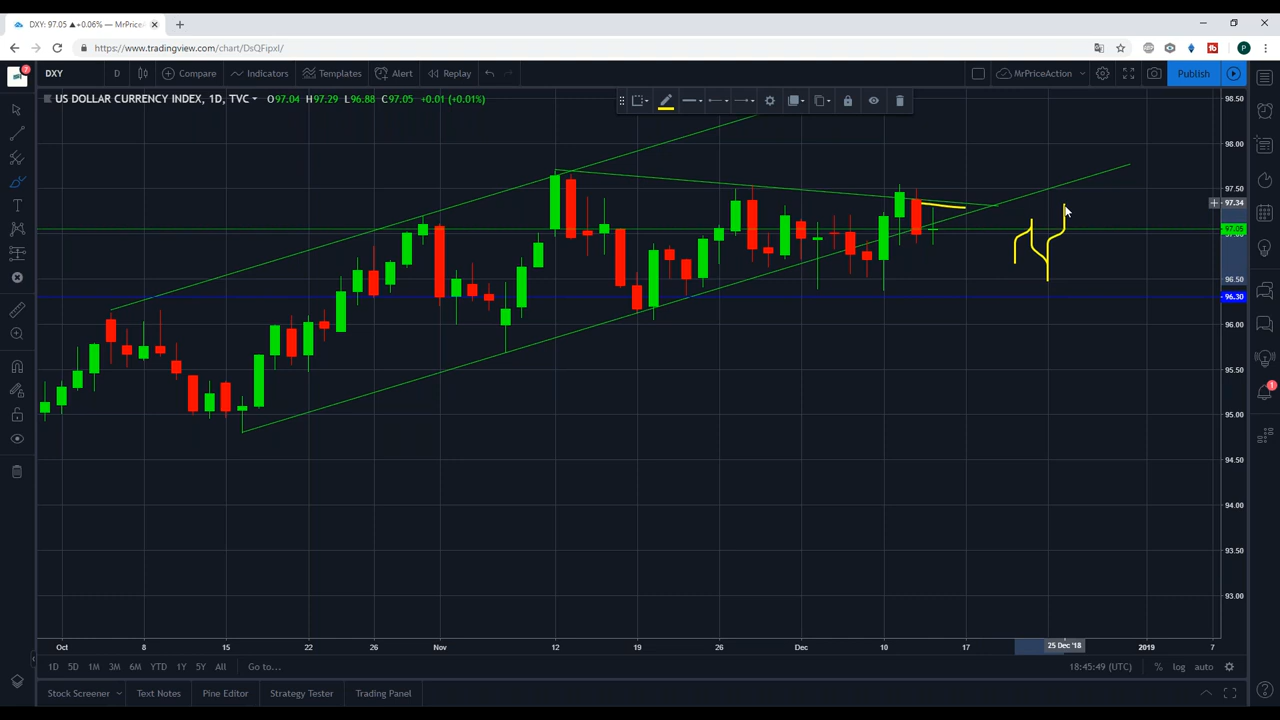 DXY: 97.05 ▲+0.06% — MrPrice
https://www.tradingview.com/chart/DsQFipxI/
P
7
DXY D Compare Indicators Templates Alert Replay MrPriceAction Publish
US DOLLAR CURRENCY INDEX, 1D, TVC O97.04 H97.29 L96.88 C97.05 +0.01 (+0.01%)
98.50
98.00
97.50
97.34
97.05
97.00
96.50
96.30
96.00
95.50
95.00
94.50
94.00
93.50
93.00
1
Oct 8 15 22 26 Nov 12 19 26 Dec 10 17 25 Dec '18 2019 7
1D 5D 1M 3M 6M YTD 1Y 5Y All Go to... 18:45:49 (UTC) % log auto
Stock Screener Text Notes Pine Editor Strategy Tester Trading Panel